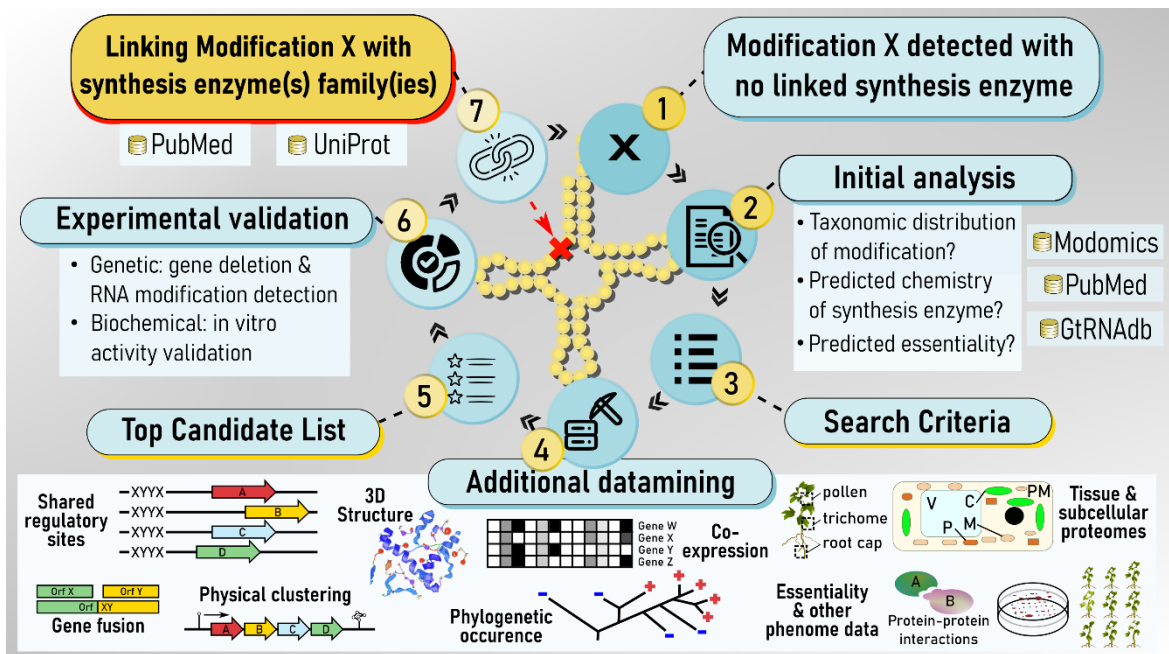 Linking Modification X with
synthesis enzyme(s) family(ies)
PubMed
UniProt
7
1
X
Modification X detected with
no linked synthesis enzyme
2
Initial analysis
• Taxonomic distribution
of modification?
• Predicted chemistry
of synthesis enzyme?
• Predicted essentiality?
Modomics
PubMed
GtRNAdb
3
Search Criteria
4
Additional datamining
5
Top Candidate List
6
Experimental validation
• Genetic: gene deletion &
RNA modification detection
• Biochemical: in vitro
activity validation
Shared
regulatory
sites
XYYX
A
B
XYYX
C
XYYX
D
XYYX
3D
Structure
Gene W
Gene X
Gene Y
Gene Z
Co-
expression
pollen
trichome
root cap
V
C
PM
P
M
Tissue &
subcellular
proteomes
Orf X
Orf Y
Orf XY
Gene fusion
Physical clustering
A
B
C
D
Phylogenetic
occurence
- + + + + + - -
Essentiality
& other
phenome data
A
B
Protein-protein
interactions